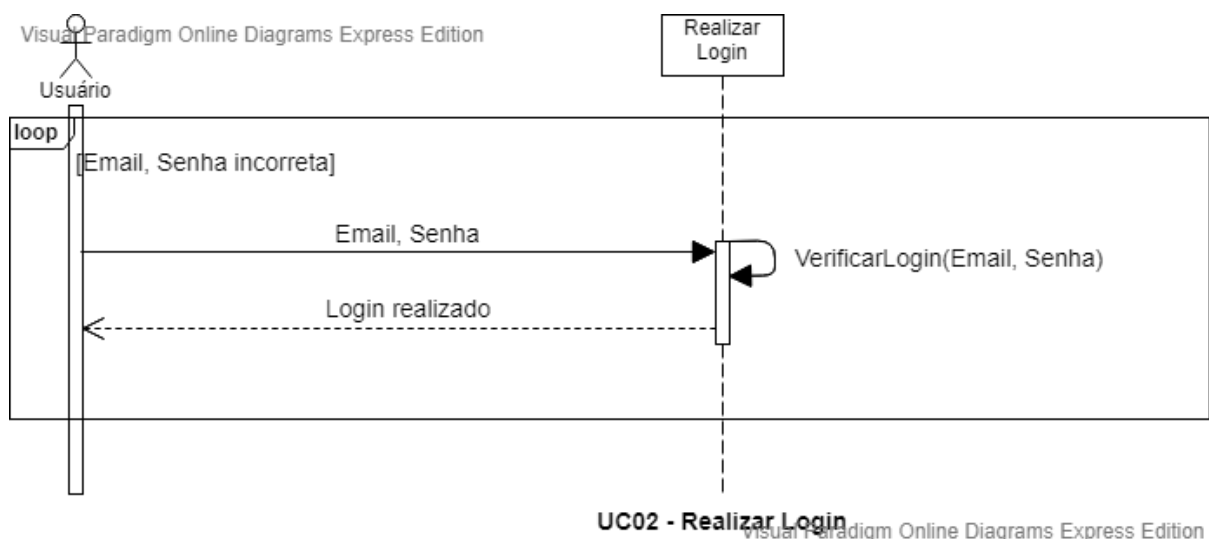 Visual Paradigm Online Diagrams Express Edition
Realizar
Login
Usuário
loop
[Email, Senha incorreta]
Email, Senha
VerificarLogin(Email, Senha)
Login realizado
UC02 - Realizar Login
Visual Paradigm Online Diagrams Express Edition